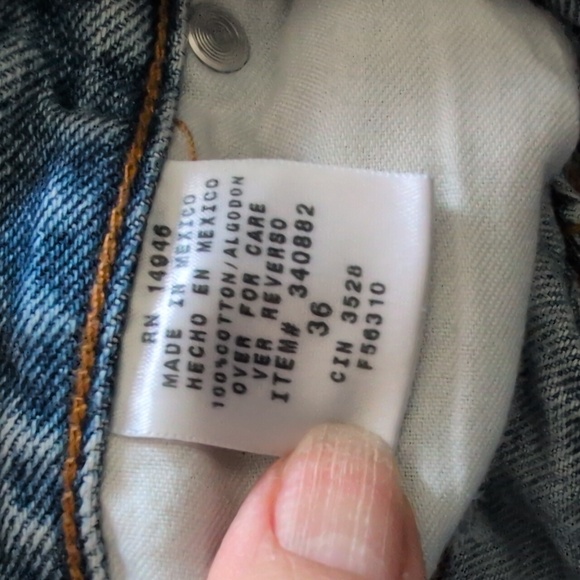 RN 14946
MADE IN MEXICO
HECHO EN MEXICO
100%COTTON/ALGODON
OVER FOR CARE
VER REVERSO
ITEM# 340882
36
CIN 3528
F56310